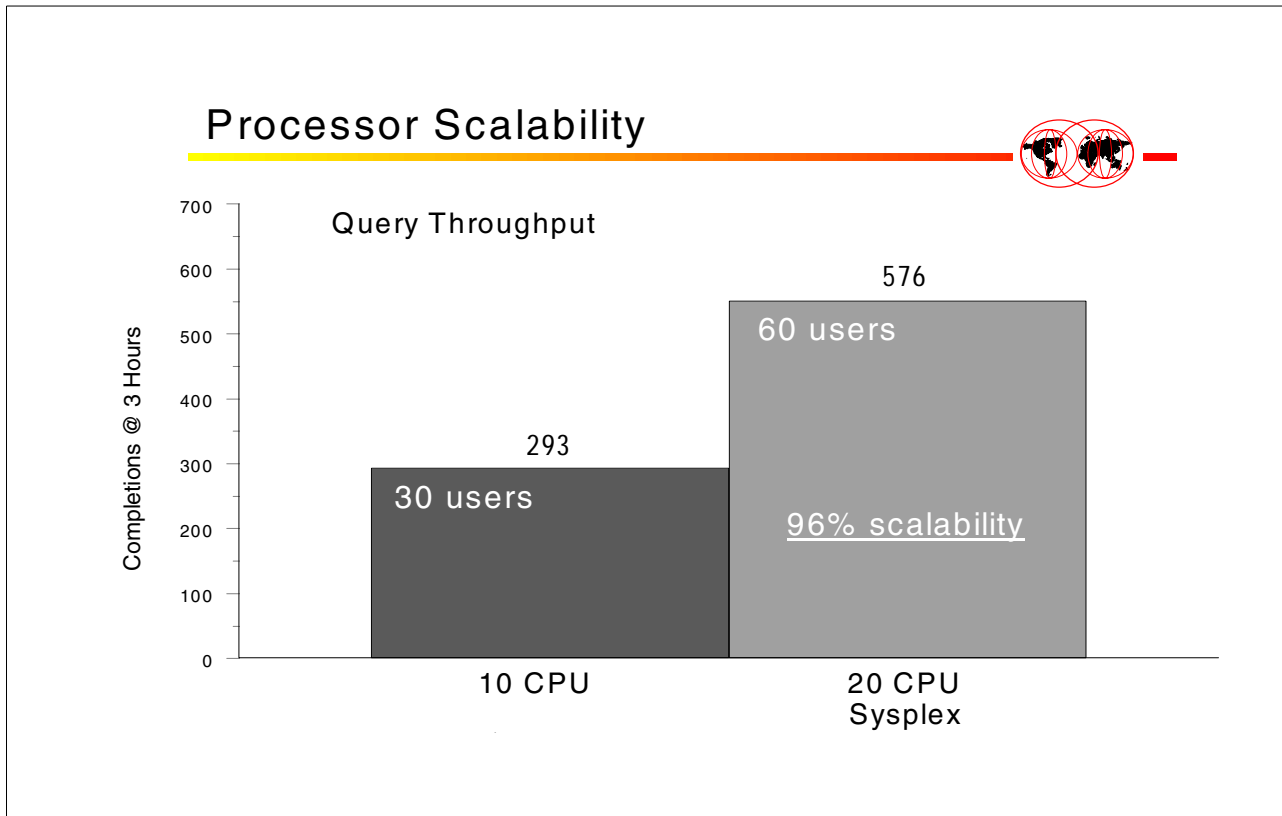 Processor Scalability
Query Throughput
Completions @ 3 Hours
700
600
500
400
300
200
100
0
293
30 users
576
60 users
96% scalability
10 CPU
20 CPU
Sysplex